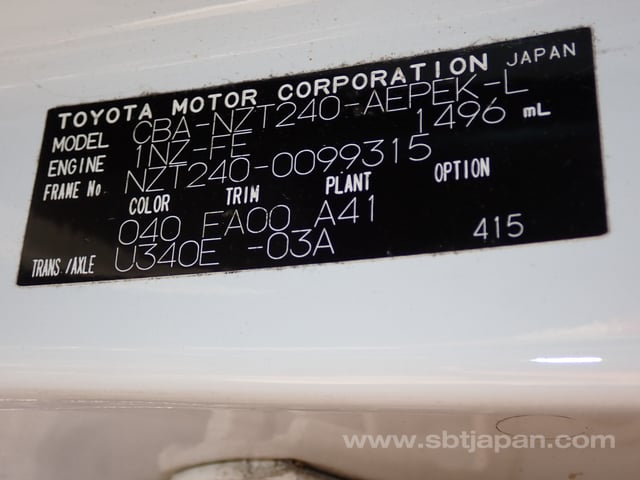 TOYOTA MOTOR CORPORATION JAPAN
MODEL CBA-NZT240-AEPEK-L
ENGINE 1NZ-FE 1496 mL
FRAME No. NZT240-0099315
COLOR TRIM PLANT OPTION
040 FA00 A41
TRANS./AXLE U340E -03A 415
www.sbtjapan.com